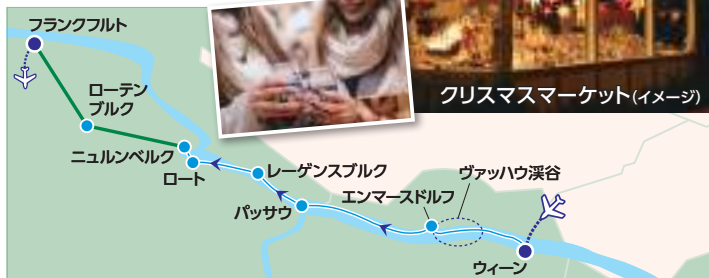 フランクフルト
ローテン
ブルク
クリスマスマーケット(イメージ)
ニュルンベルク
ロート
レーゲンスブルク
パッサウ
エンマースドルフ
ヴァッハウ渓谷
ウィーン